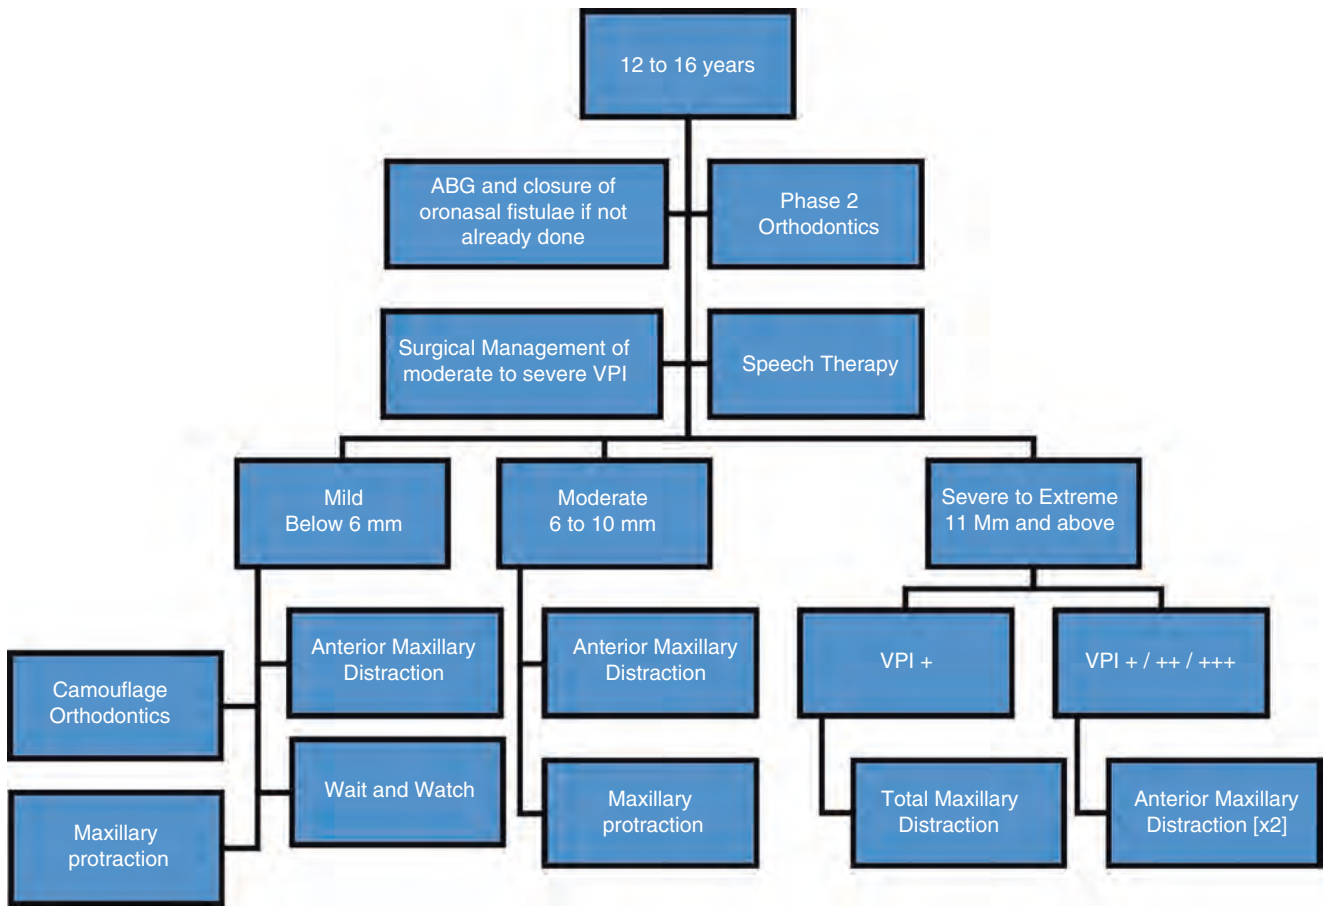 12 to 16 years
ABG and closure of
oronasal fistulae if not
already done
Phase 2
Orthodontics
Surgical Management of
moderate to severe VPI
Speech Therapy
Mild
Below 6 mm
Moderate
6 to 10 mm
Severe to Extreme
11 Mm and above
Anterior Maxillary
Distraction
Camouflage
Orthodontics
Wait and Watch
Maxillary
protraction
Anterior Maxillary
Distraction
Maxillary
protraction
VPI +
VPI + / ++ / +++
Total Maxillary
Distraction
Anterior Maxillary
Distraction [x2]